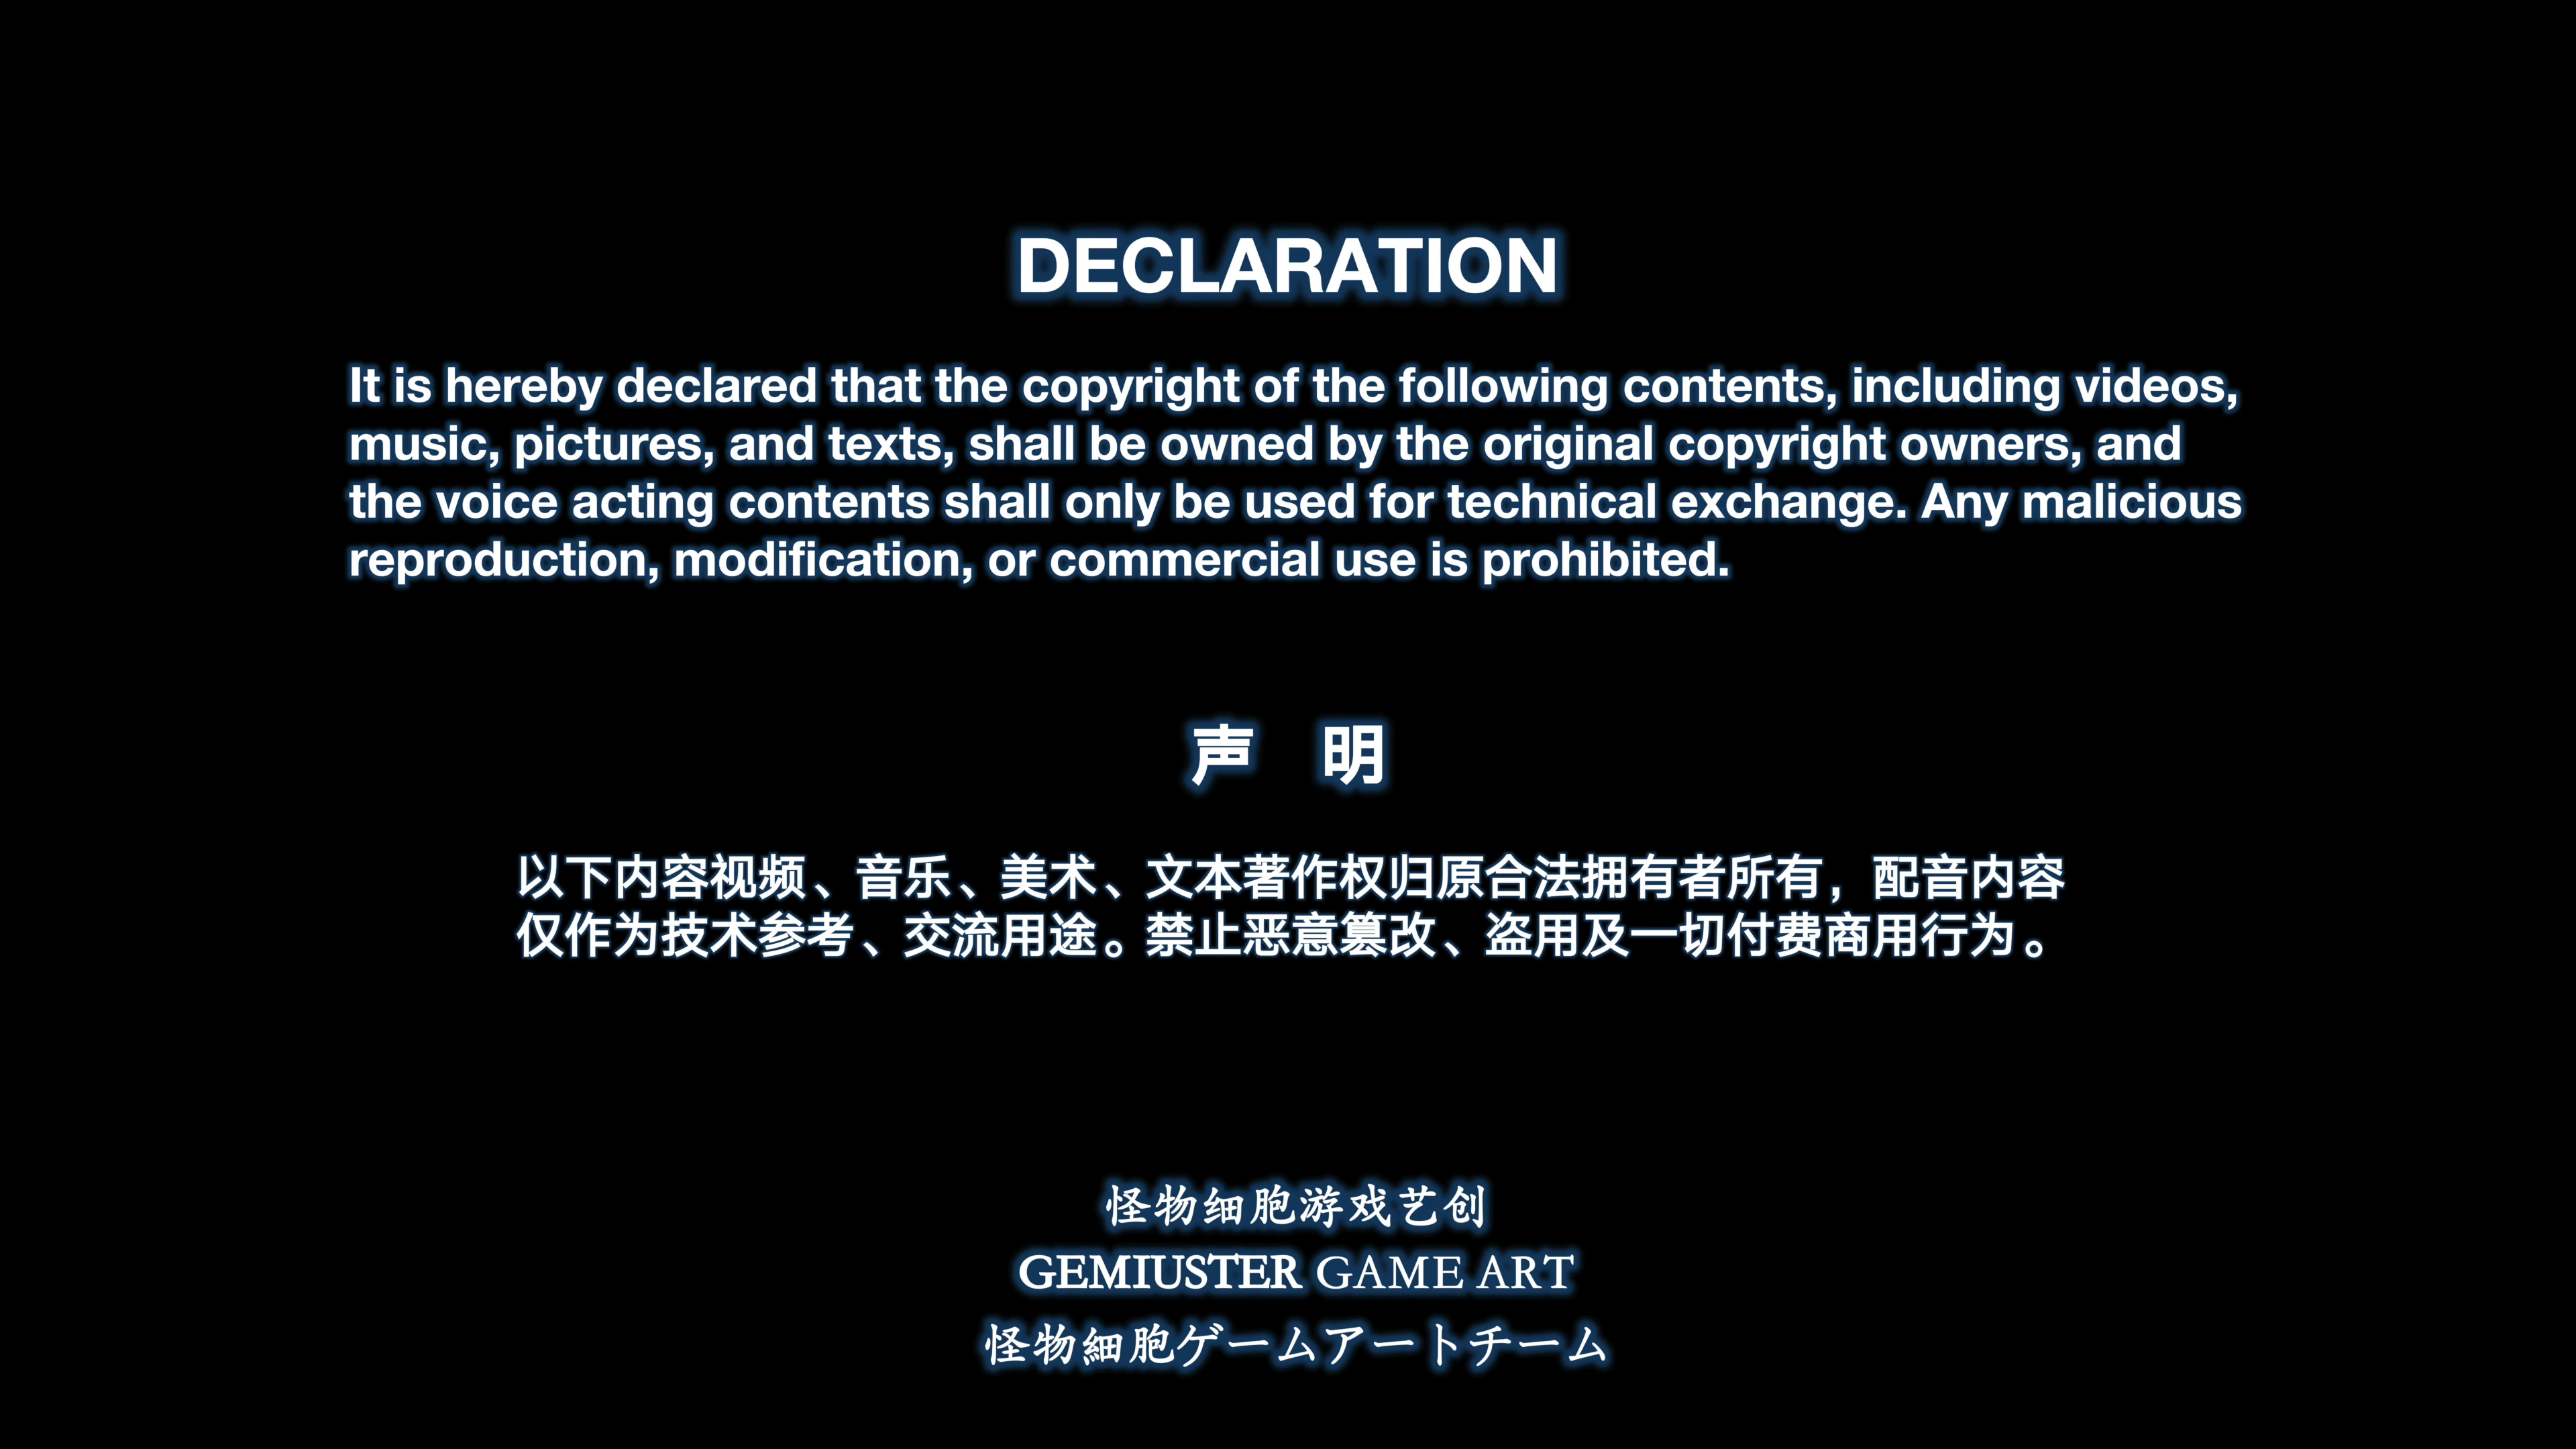 DECLARATION
It is hereby declared that the copyright of the following contents, including videos,
music, pictures, and texts, shall be owned by the original copyright owners, and
the voice acting contents shall only be used for technical exchange. Any malicious
reproduction, modification, or commercial use is prohibited.
声 明
以下内容视频、音乐、美术、文本著作权归原合法拥有者所有，配音内容
仅作为技术参考、交流用途。禁止恶意篡改、盗用及一切付费商用行为。
怪物细胞游戏艺创
GEMIUSTER GAME ART
怪物細胞ゲームアートチーム